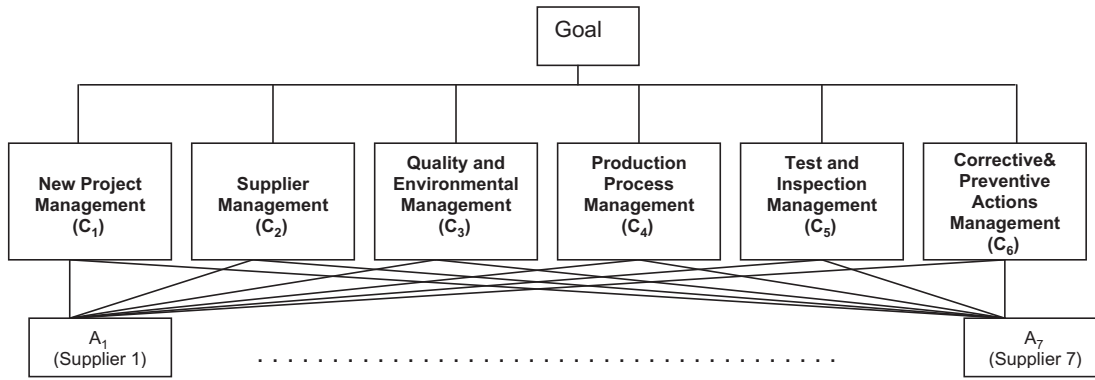 Goal
New Project
Management
(C₁)
Supplier
Management
(C₂)
Quality and
Environmental
Management
(C₃)
Production
Process
Management
(C₄)
Test and
Inspection
Management
(C₅)
Corrective&
Preventive
Actions
Management
(C₆)
A₁
(Supplier 1)
. . . . . . . . . . . . . . . . . . . . . . . . . . . . . . . . . . . . . . .
A₇
(Supplier 7)